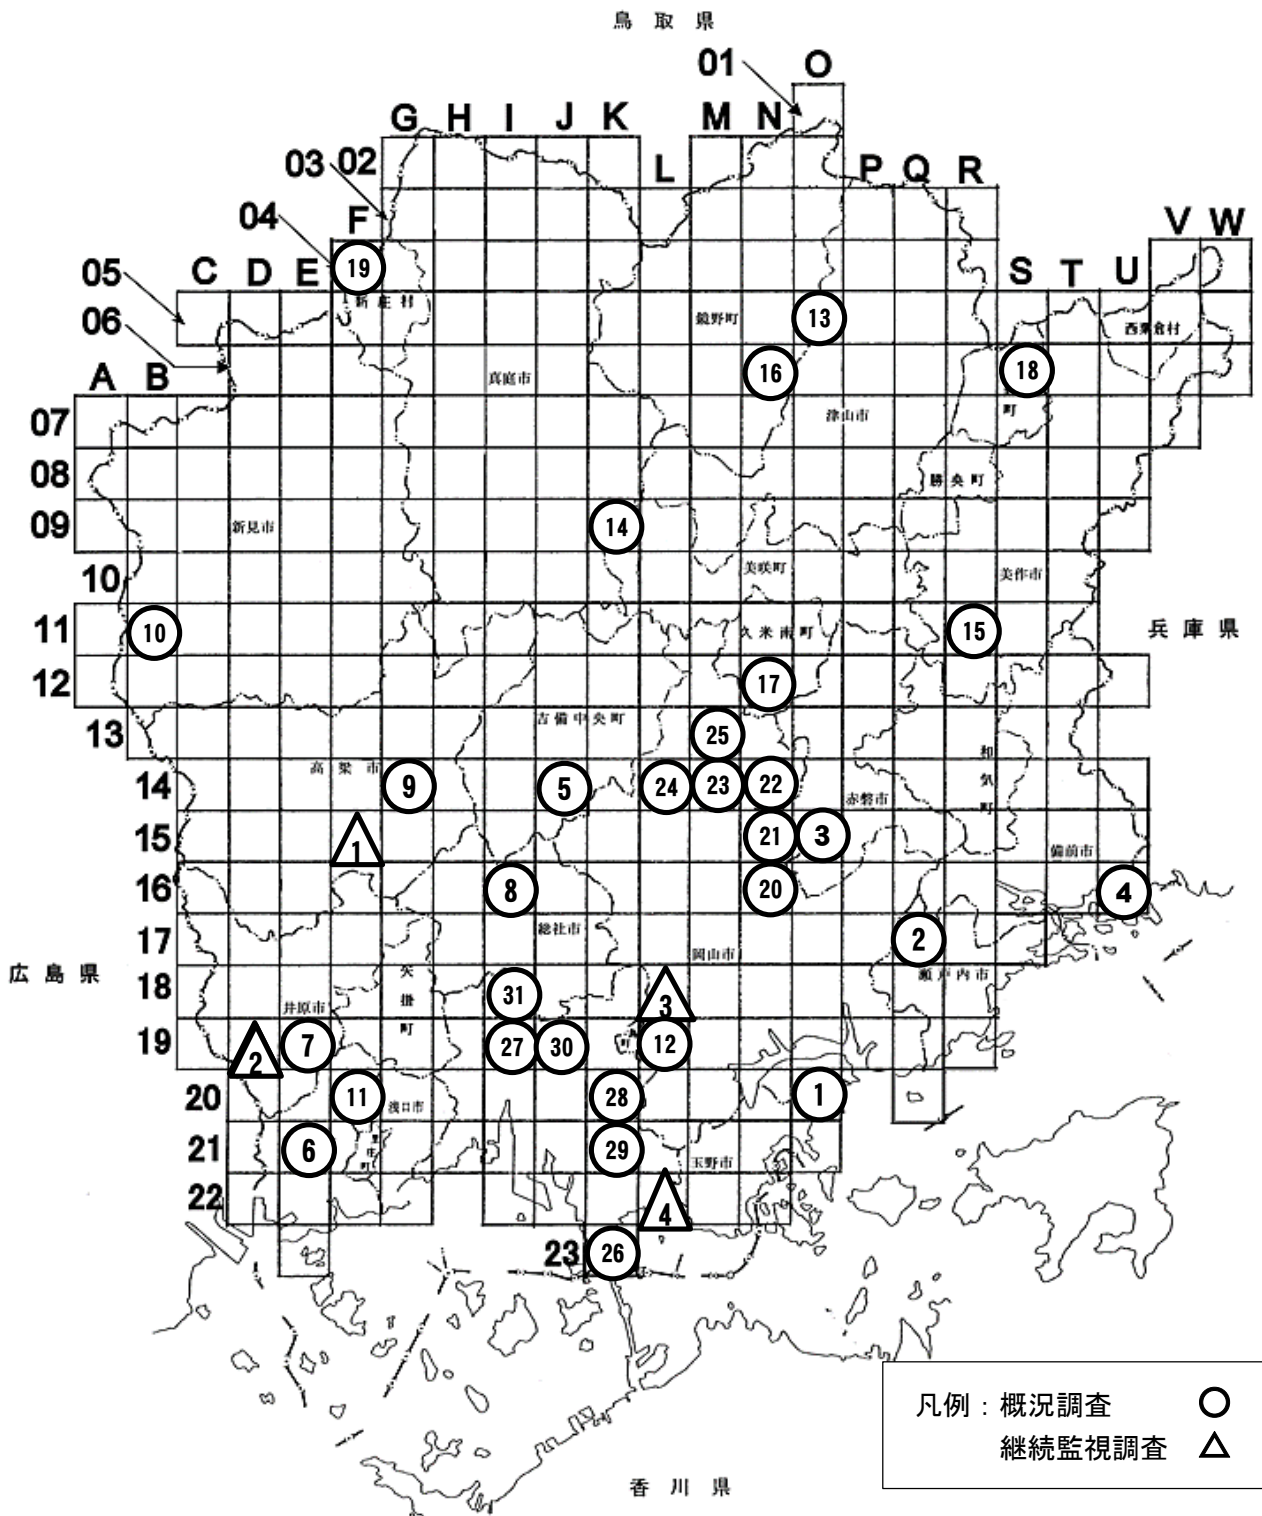 鳥取県
01 O
G H I J K M N
03 02 L P Q R
04 F V W
05 C D E 19 S T U
新庄村
06 鏡野町 13 西粟倉村
A B 真庭市 16 18
07 津山市 町
08 勝央町
09 新見市 14
10 美咲町 美作市
11 10 久米南町 15 兵庫県
12 17
13 吉備中央町 25 和気町
14 高梁市 9 5 24 23 22 赤磐市
15 1 21 3 備前市
16 8 20 4
17 総社市 岡山市 2
広島県 瀬戸内市
18 井原市 矢掛町 31 3
19 2 7 27 30 町 12
20 11 浅口市 28 1
21 6 里庄町 29 玉野市
22 4
23 26
凡例：概況調査 ○
継続監視調査 △
香川県